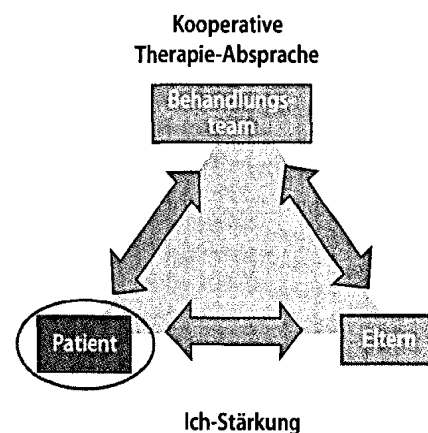 Kooperative
Therapie-Absprache
Behandlungs-
team
Patient
Eltern
Ich-Stärkung